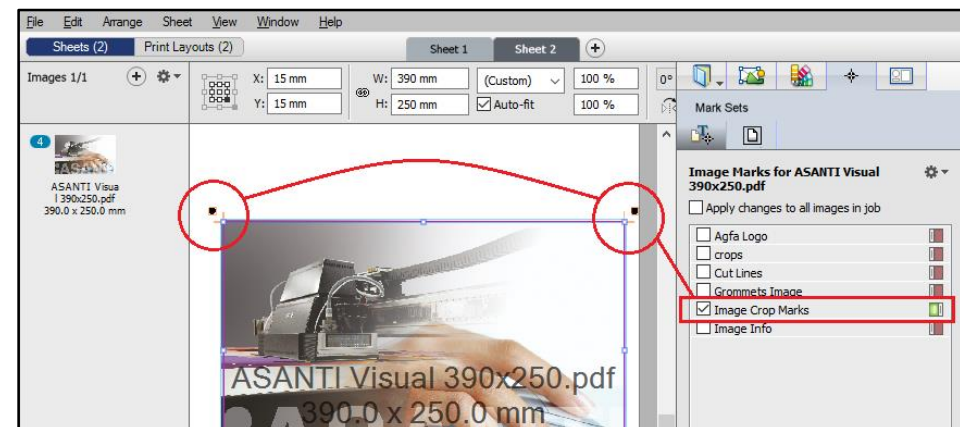 File Edit Arrange Sheet View Window Help
Sheets (2) Print Layouts (2) Sheet 1 Sheet 2
Images 1/1
X: 15 mm W: 390 mm (Custom) 100 % 0°
Y: 15 mm H: 250 mm Auto-fit 100 %
Mark Sets
4
ASANTI Visua
l 390x250.pdf
390.0 x 250.0 mm
Image Marks for ASANTI Visual
390x250.pdf
Apply changes to all images in job
Agfa Logo
crops
Cut Lines
Grommets Image
Image Crop Marks
Image Info
ASANTI Visual 390x250.pdf
390.0 x 250.0 mm